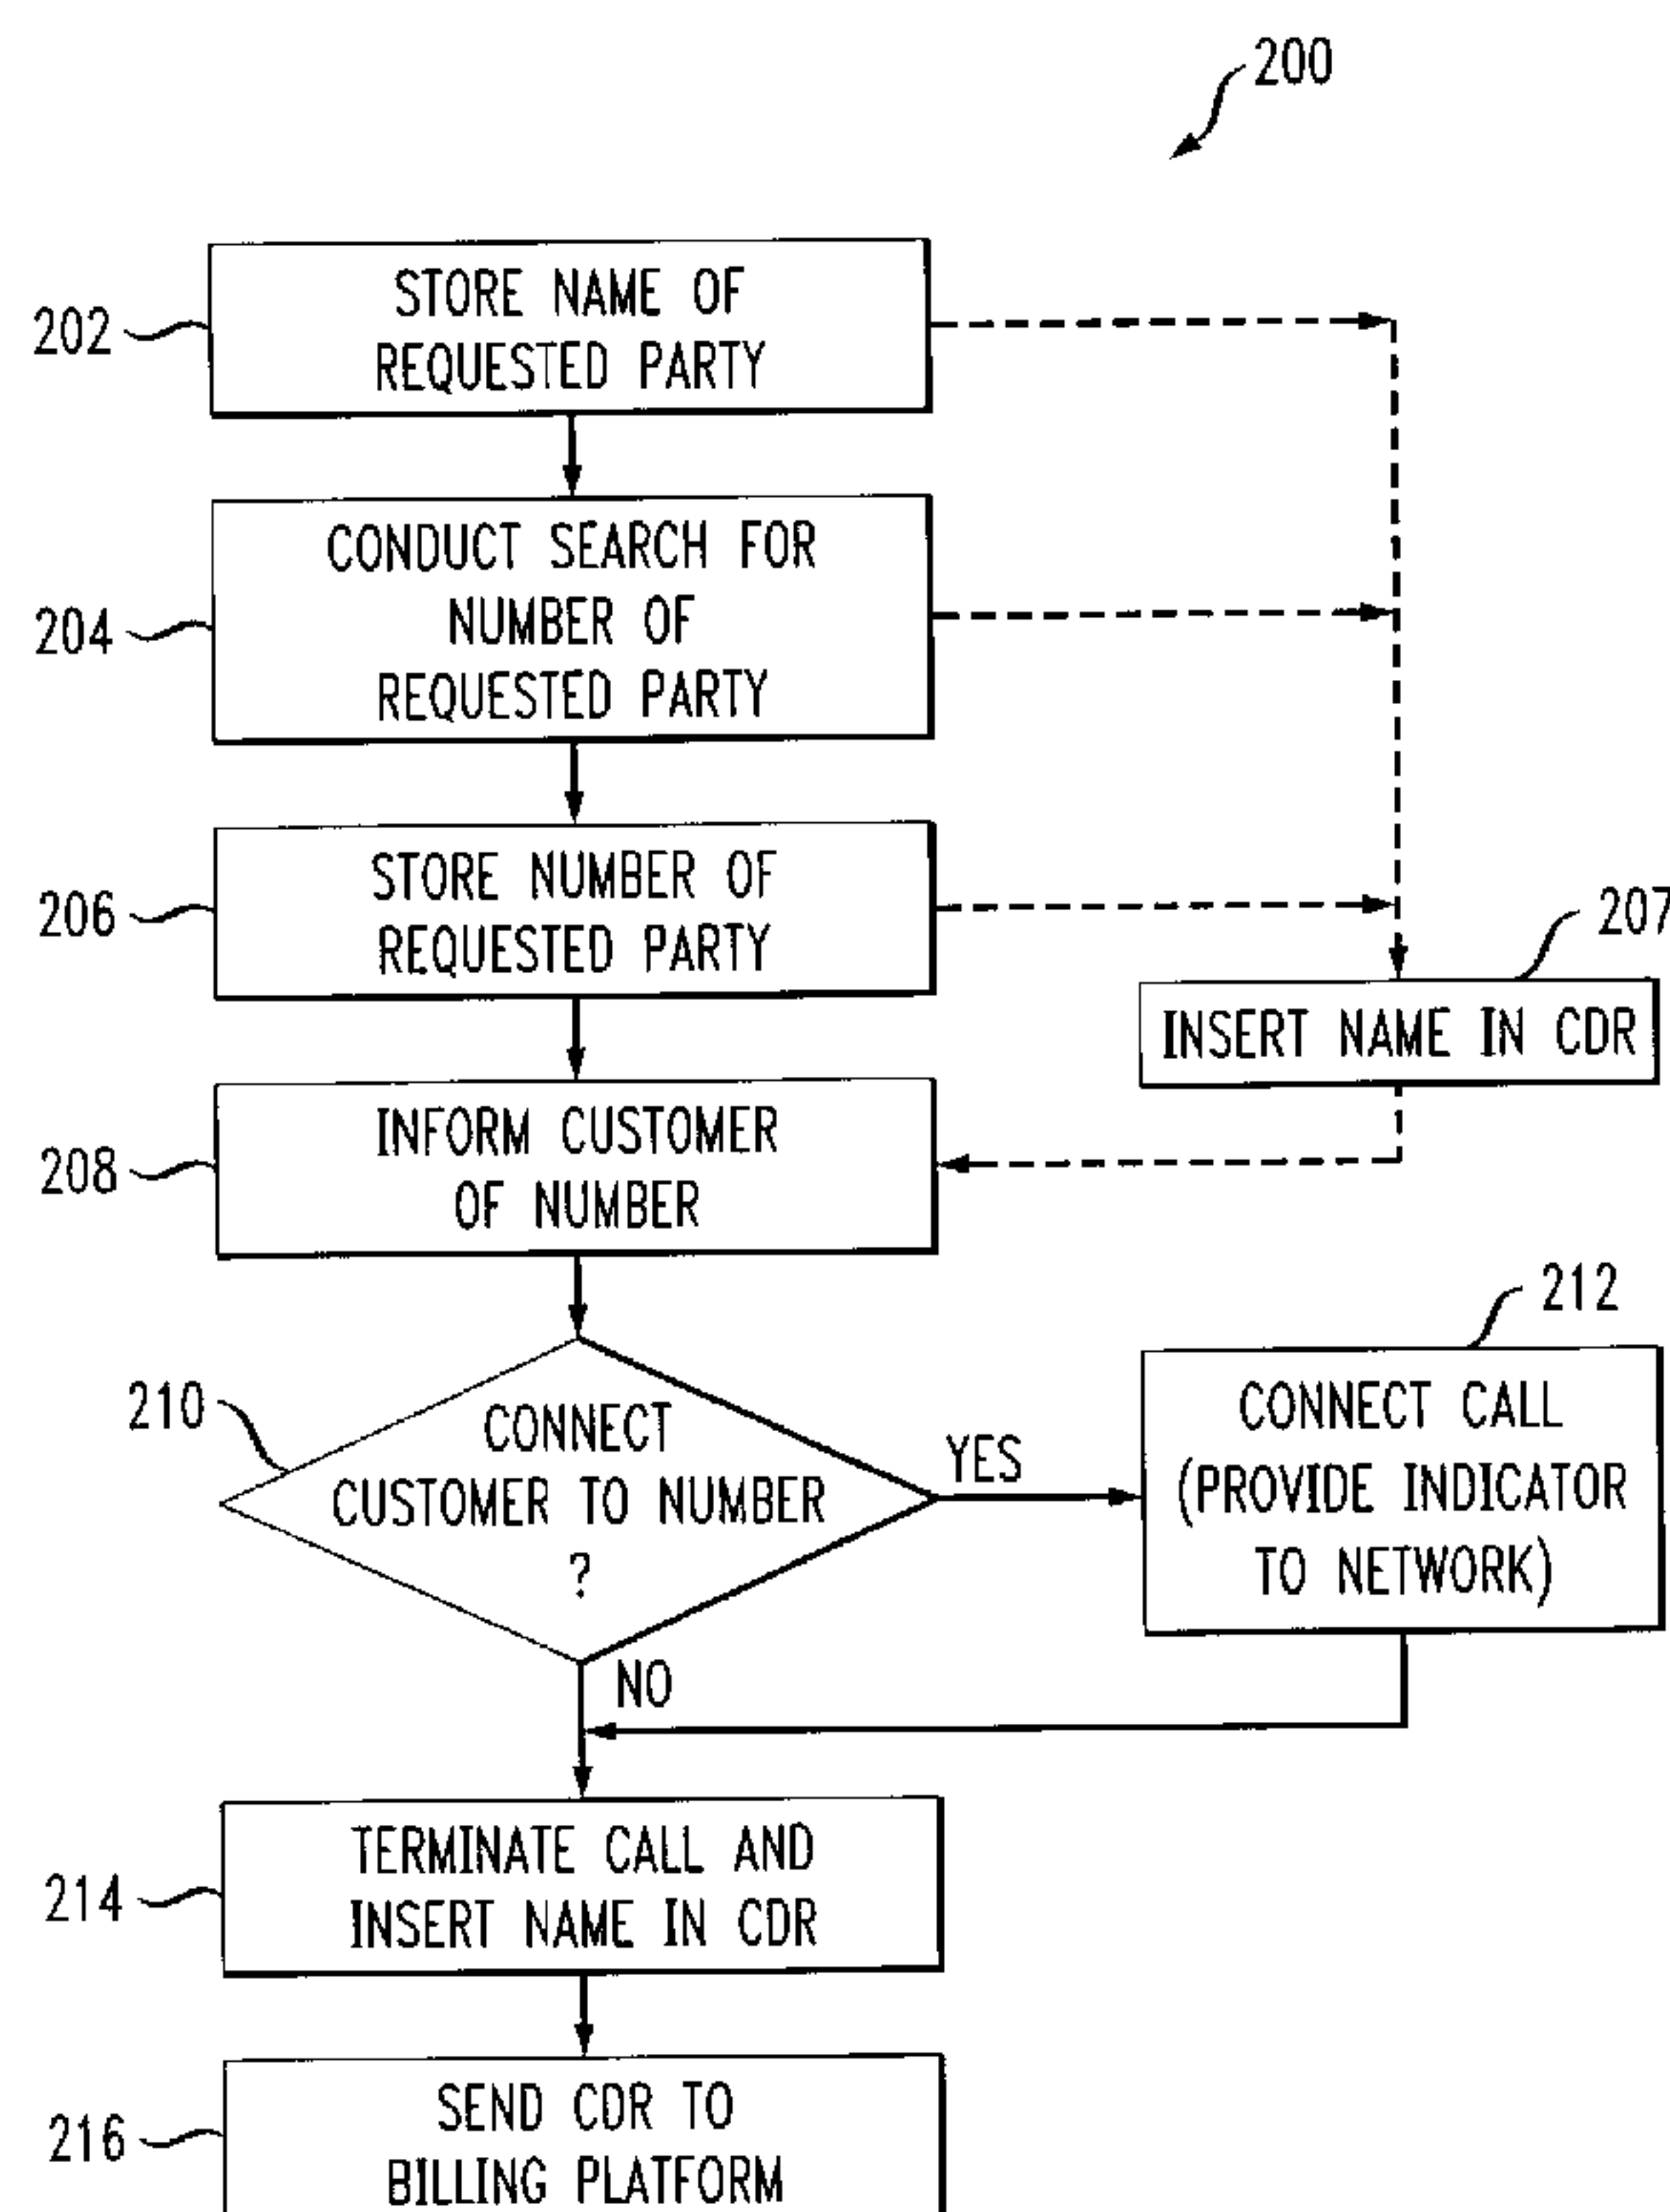 200
STORE NAME OF
REQUESTED PARTY
202
CONDUCT SEARCH FOR
NUMBER OF
REQUESTED PARTY
204
STORE NUMBER OF
REQUESTED PARTY
206
207
INSERT NAME IN CDR
INFORM CUSTOMER
OF NUMBER
208
210
CONNECT
CUSTOMER TO NUMBER
?
YES
212
CONNECT CALL
(PROVIDE INDICATOR
TO NETWORK)
NO
TERMINATE CALL AND
INSERT NAME IN CDR
214
SEND CDR TO
BILLING PLATFORM
216